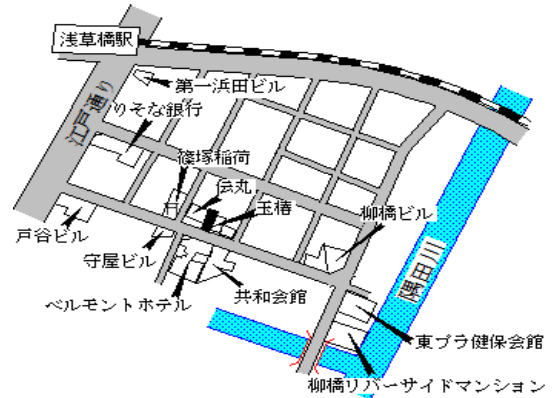 浅草橋駅
第一浜田ビル
江戸通り
りそな銀行
篠塚稲荷
伝丸
玉椿
柳橋ビル
戸谷ビル
守屋ビル
隅田川
ベルモントホテル
共和会館
東プラ健保会館
柳橋リバーサイドマンション